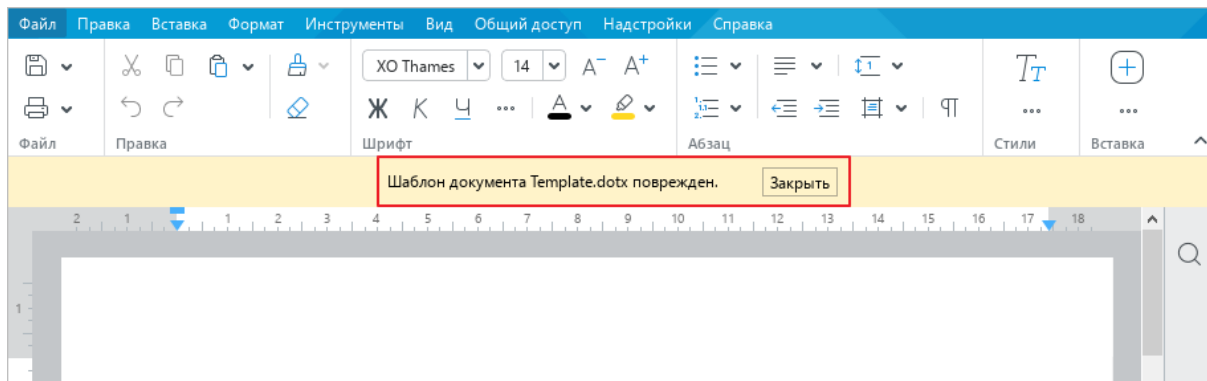 Файл Правка Вставка Формат Инструменты Вид Общий доступ Надстройки Справка
XO Thames 14 A⁻ A⁺ Тт
Ж К Ч А
Файл Правка Шрифт Абзац Стили Вставка
Шаблон документа Template.dotx поврежден. Закрыть
2 1 1 2 3 4 5 6 7 8 9 10 11 12 13 14 15 16 17 18
1